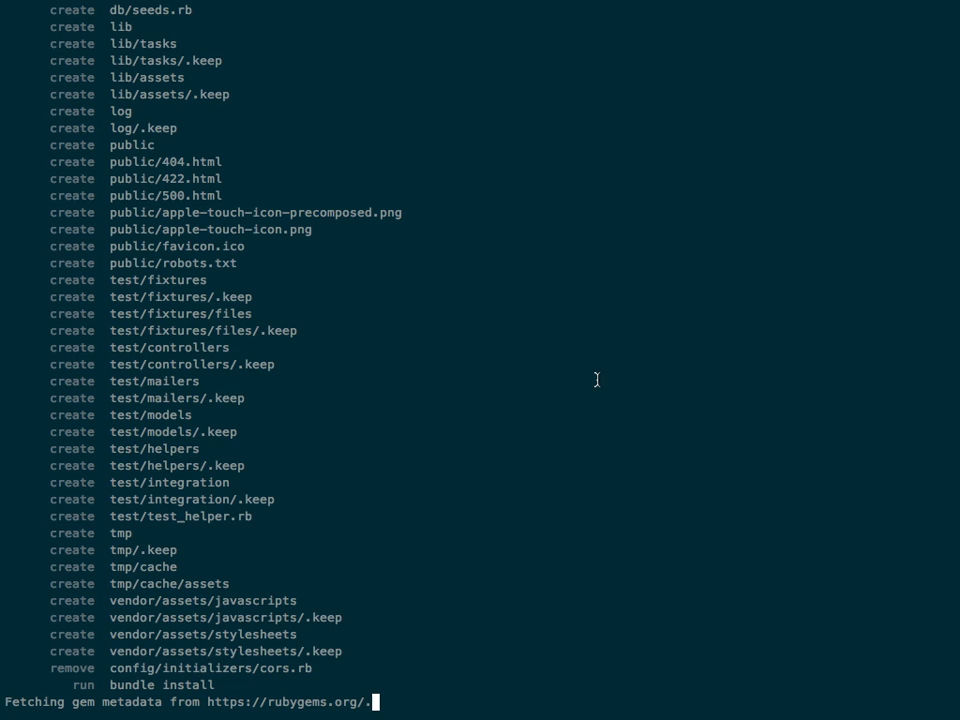 create db/seeds.rb
create lib
create lib/tasks
create lib/tasks/.keep
create lib/assets
create lib/assets/.keep
create log
create log/.keep
create public
create public/404.html
create public/422.html
create public/500.html
create public/apple-touch-icon-precomposed.png
create public/apple-touch-icon.png
create public/favicon.ico
create public/robots.txt
create test/fixtures
create test/fixtures/.keep
create test/fixtures/files
create test/fixtures/files/.keep
create test/controllers
create test/controllers/.keep
create test/mailers
create test/mailers/.keep
create test/models
create test/models/.keep
create test/helpers
create test/helpers/.keep
create test/integration
create test/integration/.keep
create test/test_helper.rb
create tmp
create tmp/.keep
create tmp/cache
create tmp/cache/assets
create vendor/assets/javascripts
create vendor/assets/javascripts/.keep
create vendor/assets/stylesheets
create vendor/assets/stylesheets/.keep
remove config/initializers/cors.rb
run bundle install
Fetching gem metadata from https://rubygems.org/.